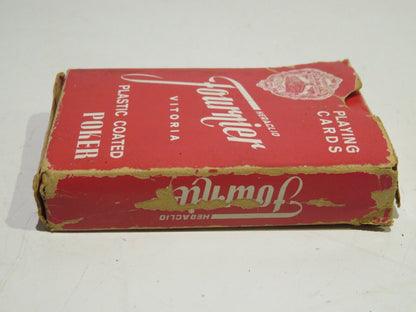 PLAYING
CARDS
HERACLIO
Fournier
VITORIA
PLASTIC COATED
POKER
Fournier
HERACLIO